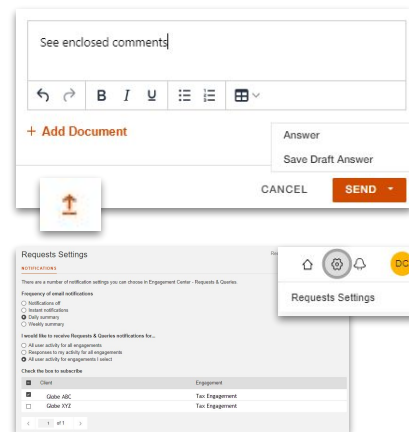 See enclosed comments
B I U
+ Add Document
Answer
Save Draft Answer
CANCEL SEND
Requests Settings
DC
Requests Settings
NOTIFICATIONS
There are a number of notification settings you can choose in Engagement Center - Requests & Queries.
Frequency of email notifications
Notifications off
Instant notifications
Daily summary
Weekly summary
I would like to receive Requests & Queries notifications for...
All user activity for all engagements
Responses to my activity for all engagements
All user activity for engagements I select
Check the box to subscribe
Client Engagement
Globe ABC Tax Engagement
Globe XYZ Tax Engagement
1 of 1